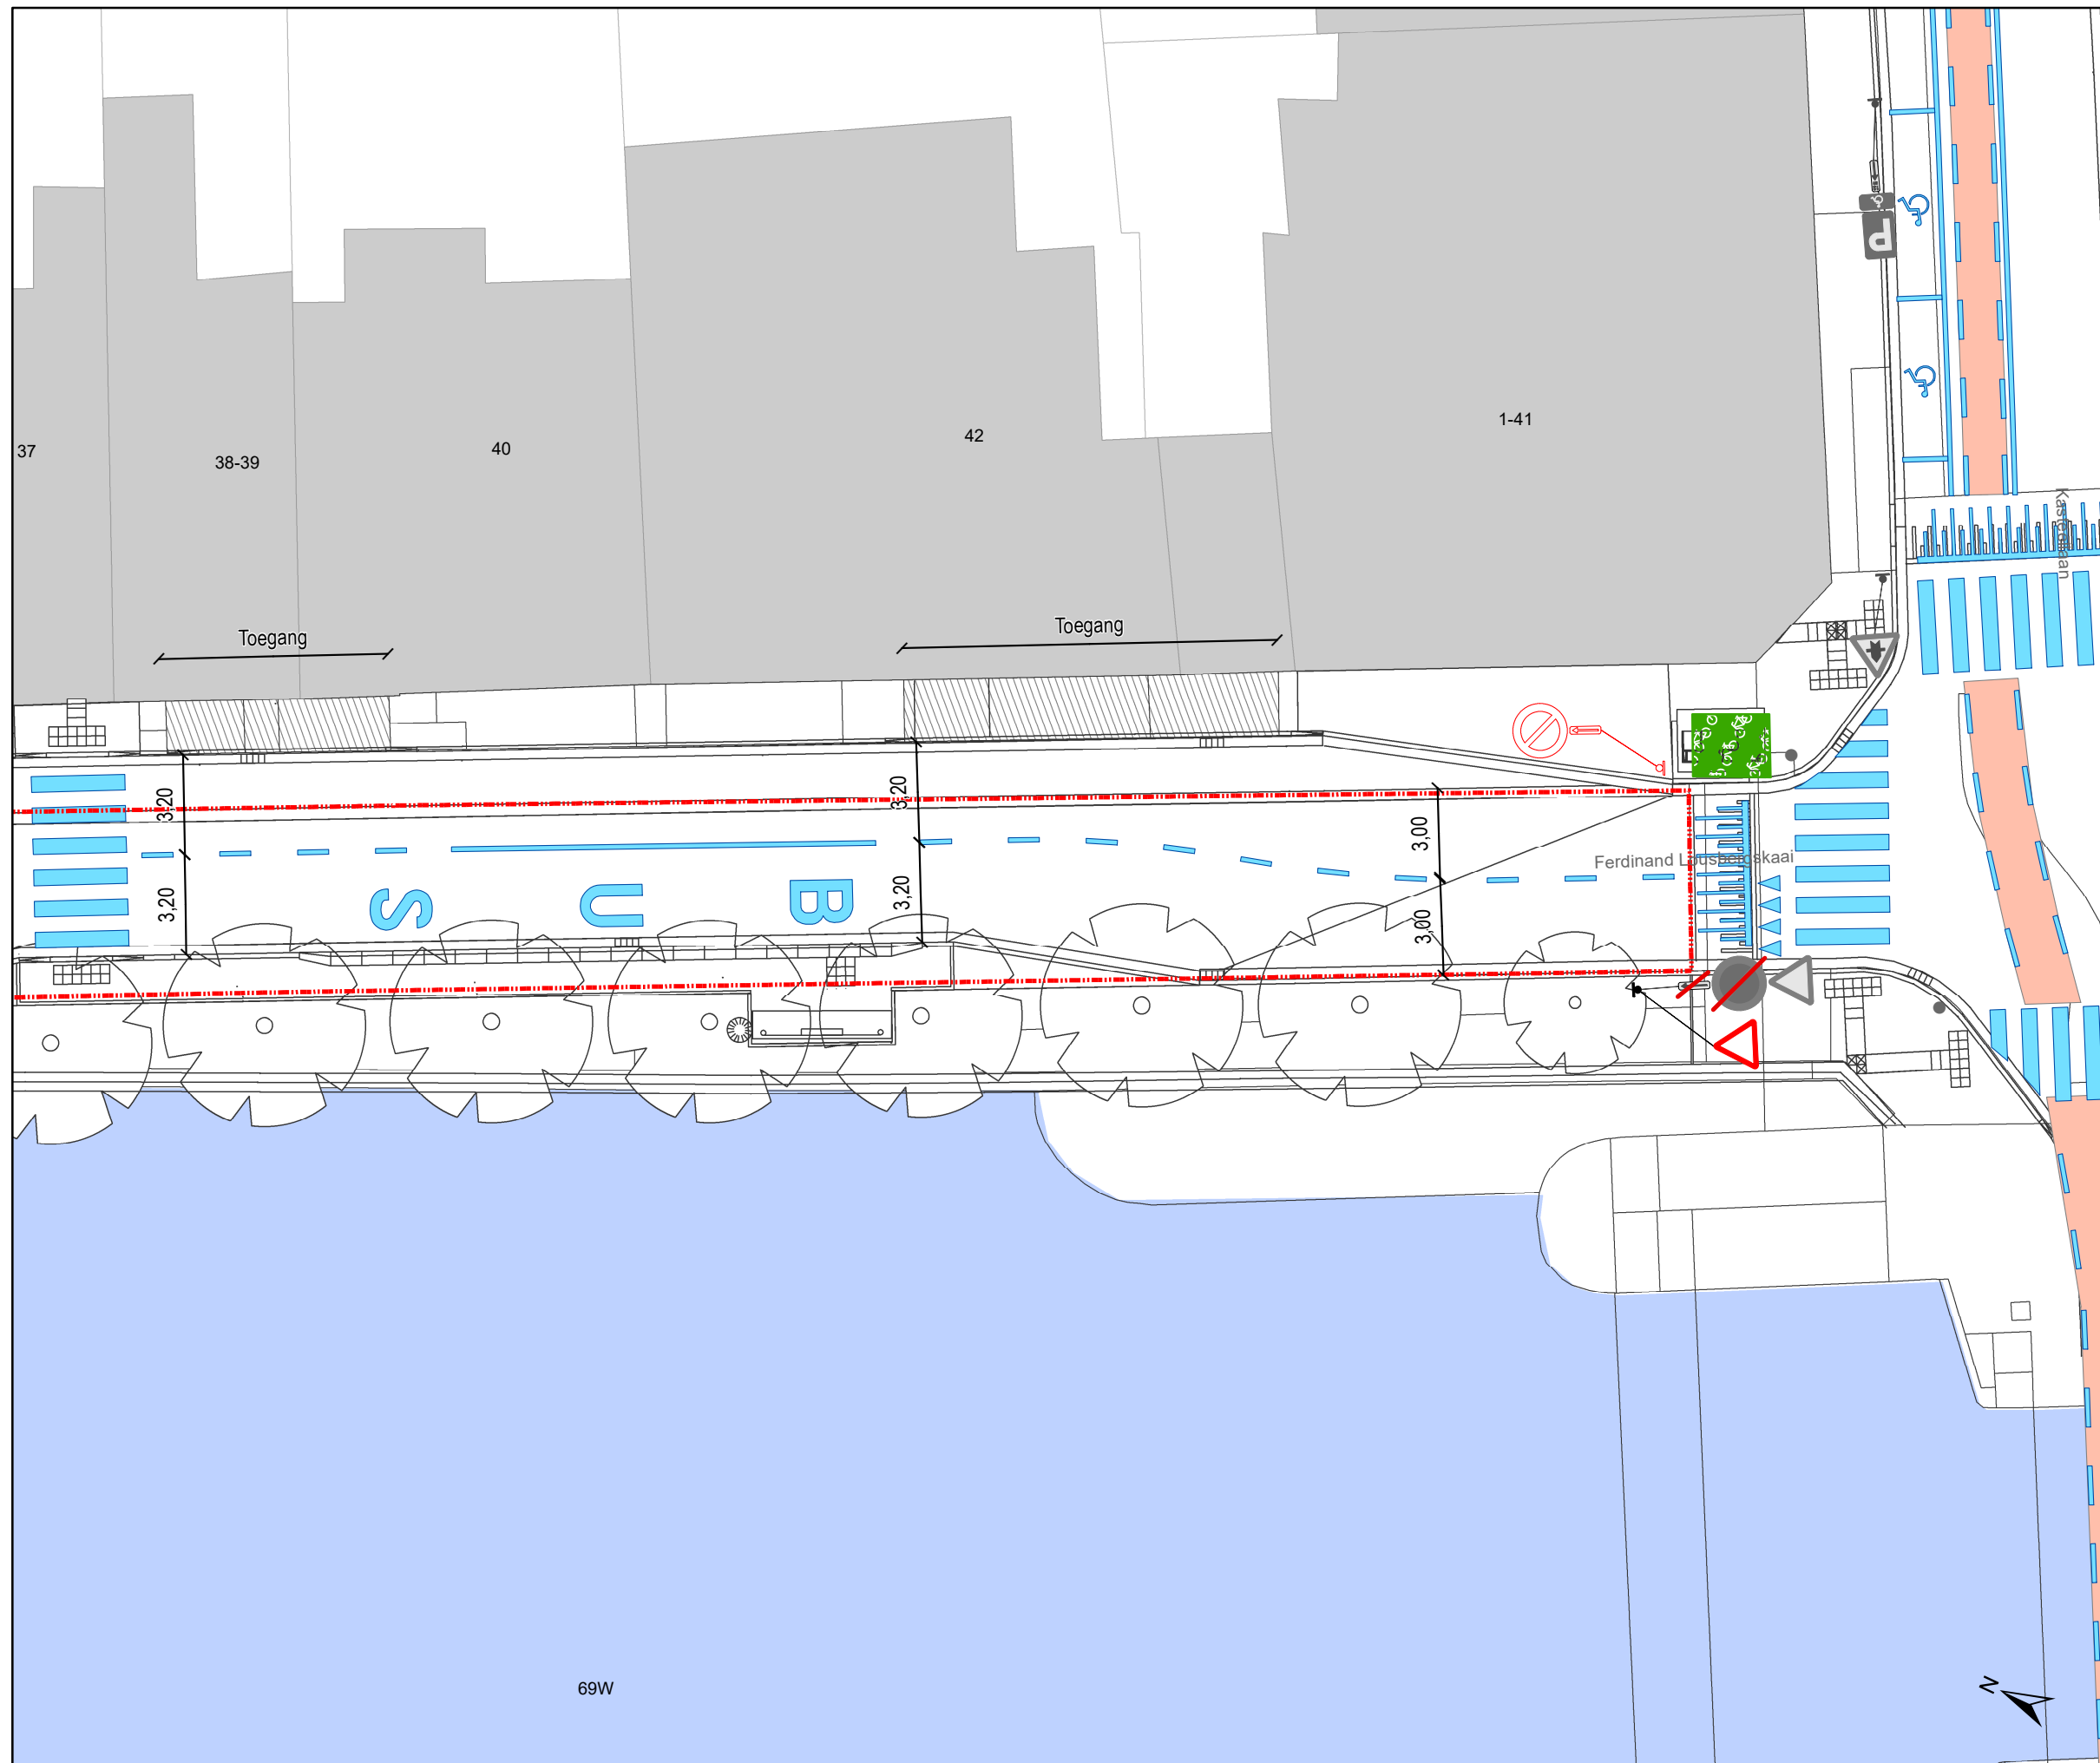 37
38-39
40
42
1-41
Kasteellaan
Toegang
Toegang
3,20
3,20
3,20
3,20
3,00
3,00
Ferdinand Lousbergskaai
BUS
P
69W
N